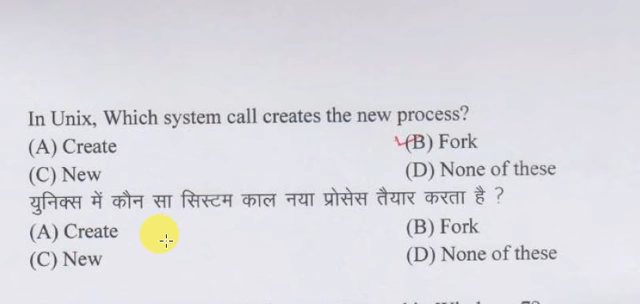 In Unix, Which system call creates the new process?
(A) Create (B) Fork
(C) New (D) None of these
युनिक्स में कौन सा सिस्टम काल नया प्रोसेस तैयार करता है ?
(A) Create (B) Fork
(C) New (D) None of these